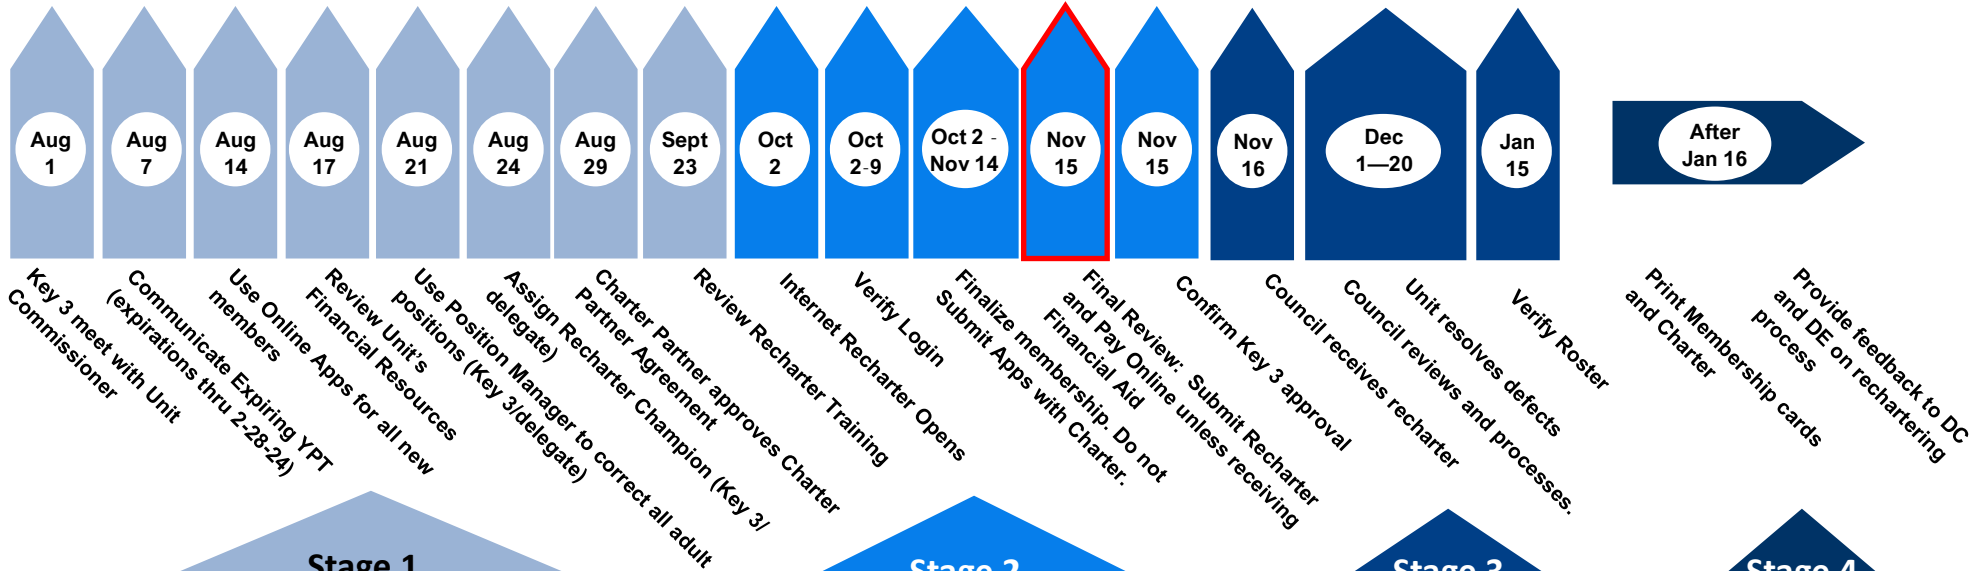 Aug
1
Aug
7
Aug
14
Aug
17
Aug
21
Aug
24
Aug
29
Sept
23
Oct
2
Oct
2-9
Oct 2 -
Nov 14
Nov
15
Nov
15
Nov
16
Dec
1—20
Jan
15
After
Jan 16
Key 3 meet with Unit
Commissioner
Communicate Expiring YPT
(expirations thru 2-28-24)
Use Online Apps for all new
members
Review Unit's
Financial Resources
Use Position Manager to correct all adult
positions (Key 3/delegate)
Assign Recharter Champion (Key 3/
delegate)
Charter Partner approves Charter
Partner Agreement
Review Recharter Training
Internet Recharter Opens
Verify Login
Finalize membership. Do not
Submit Apps with Charter.
Final Review: Submit Recharter
and Pay Online unless receiving
Financial Aid
Confirm Key 3 approval
Council receives recharter
Council reviews and processes.
Unit resolves defects
Verify Roster
Print Membership cards
and Charter
Provide feedback to DC
and DE on rechartering
process
Stage 1
Stage 2
Stage 3
Stage 4